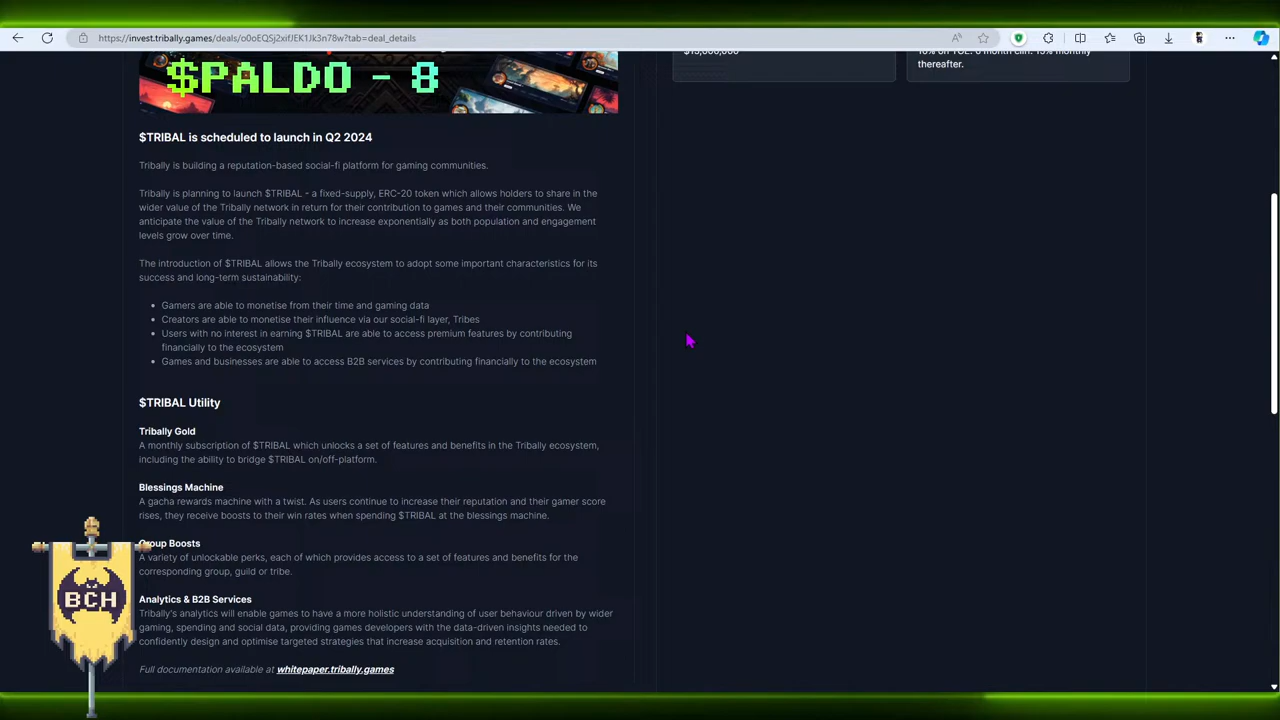 https://invest.tribally.games/deals/o0oEQSj2xifJEK1Jk3n78w?tab=deal_details
$PALDO - 8
thereafter.
$TRIBAL is scheduled to launch in Q2 2024
Tribally is building a reputation-based social-fi platform for gaming communities.
Tribally is planning to launch $TRIBAL - a fixed-supply, ERC-20 token which allows holders to share in the
wider value of the Tribally network in return for their contribution to games and their communities. We
anticipate the value of the Tribally network to increase exponentially as both population and engagement
levels grow over time.
The introduction of $TRIBAL allows the Tribally ecosystem to adopt some important characteristics for its
success and long-term sustainability:
• Gamers are able to monetise from their time and gaming data
• Creators are able to monetise their influence via our social-fi layer, Tribes
• Users with no interest in earning $TRIBAL are able to access premium features by contributing
financially to the ecosystem
• Games and businesses are able to access B2B services by contributing financially to the ecosystem
$TRIBAL Utility
Tribally Gold
A monthly subscription of $TRIBAL which unlocks a set of features and benefits in the Tribally ecosystem,
including the ability to bridge $TRIBAL on/off-platform.
Blessings Machine
A gacha rewards machine with a twist. As users continue to increase their reputation and their gamer score
rises, they receive boosts to their win rates when spending $TRIBAL at the blessings machine.
Group Boosts
A variety of unlockable perks, each of which provides access to a set of features and benefits for the
corresponding group, guild or tribe.
Analytics & B2B Services
Tribally's analytics will enable games to have a more holistic understanding of user behaviour driven by wider
gaming, spending and social data, providing games developers with the data-driven insights needed to
confidently design and optimise targeted strategies that increase acquisition and retention rates.
Full documentation available at whitepaper.tribally.games
BCH